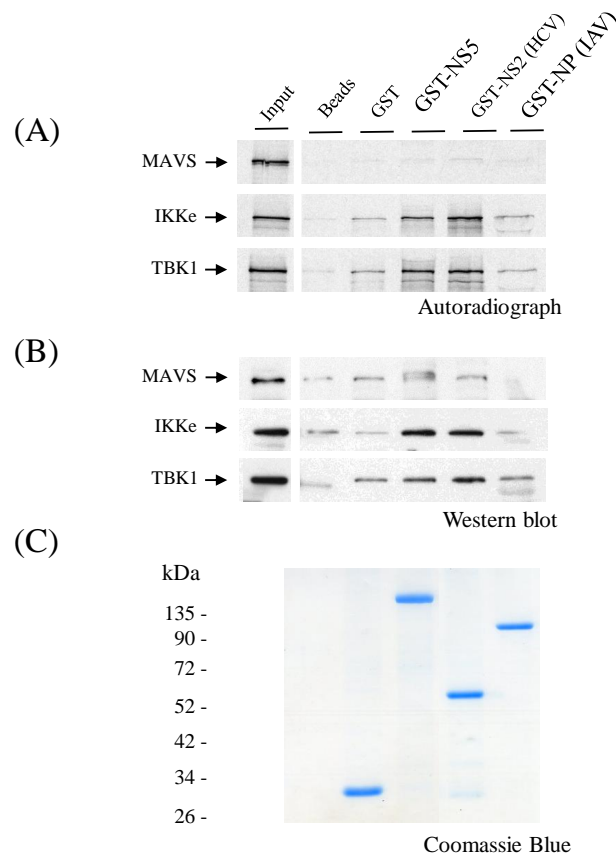 Input Beads GST GST-NS5 GST-NS2 (HCV) GST-NP (IAV)
(A)
MAVS
IKKe
TBK1
Autoradiograph
(B)
MAVS
IKKe
TBK1
Western blot
(C)
kDa
135 -
90 -
72 -
52 -
42 -
34 -
26 -
Coomassie Blue